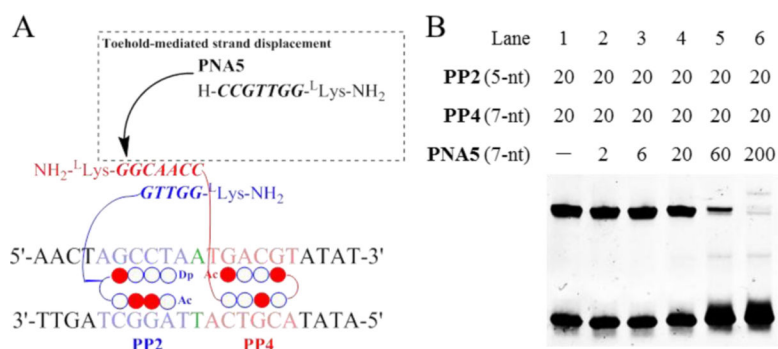 A
Toehold-mediated strand displacement
PNA5
H-CCGTTGG-ᴸLys-NH₂
NH₂-ᴸLys-GGCAACC
GTTGG-ᴸLys-NH₂
5'-AACTAGCCTAATGACGTATAT-3'
Dp Ac
Ac
3'-TTGATCGGATTACTGCATATA-5'
PP2 PP4
B
Lane 1 2 3 4 5 6
PP2 (5-nt) 20 20 20 20 20 20
PP4 (7-nt) 20 20 20 20 20 20
PNA5 (7-nt) — 2 6 20 60 200